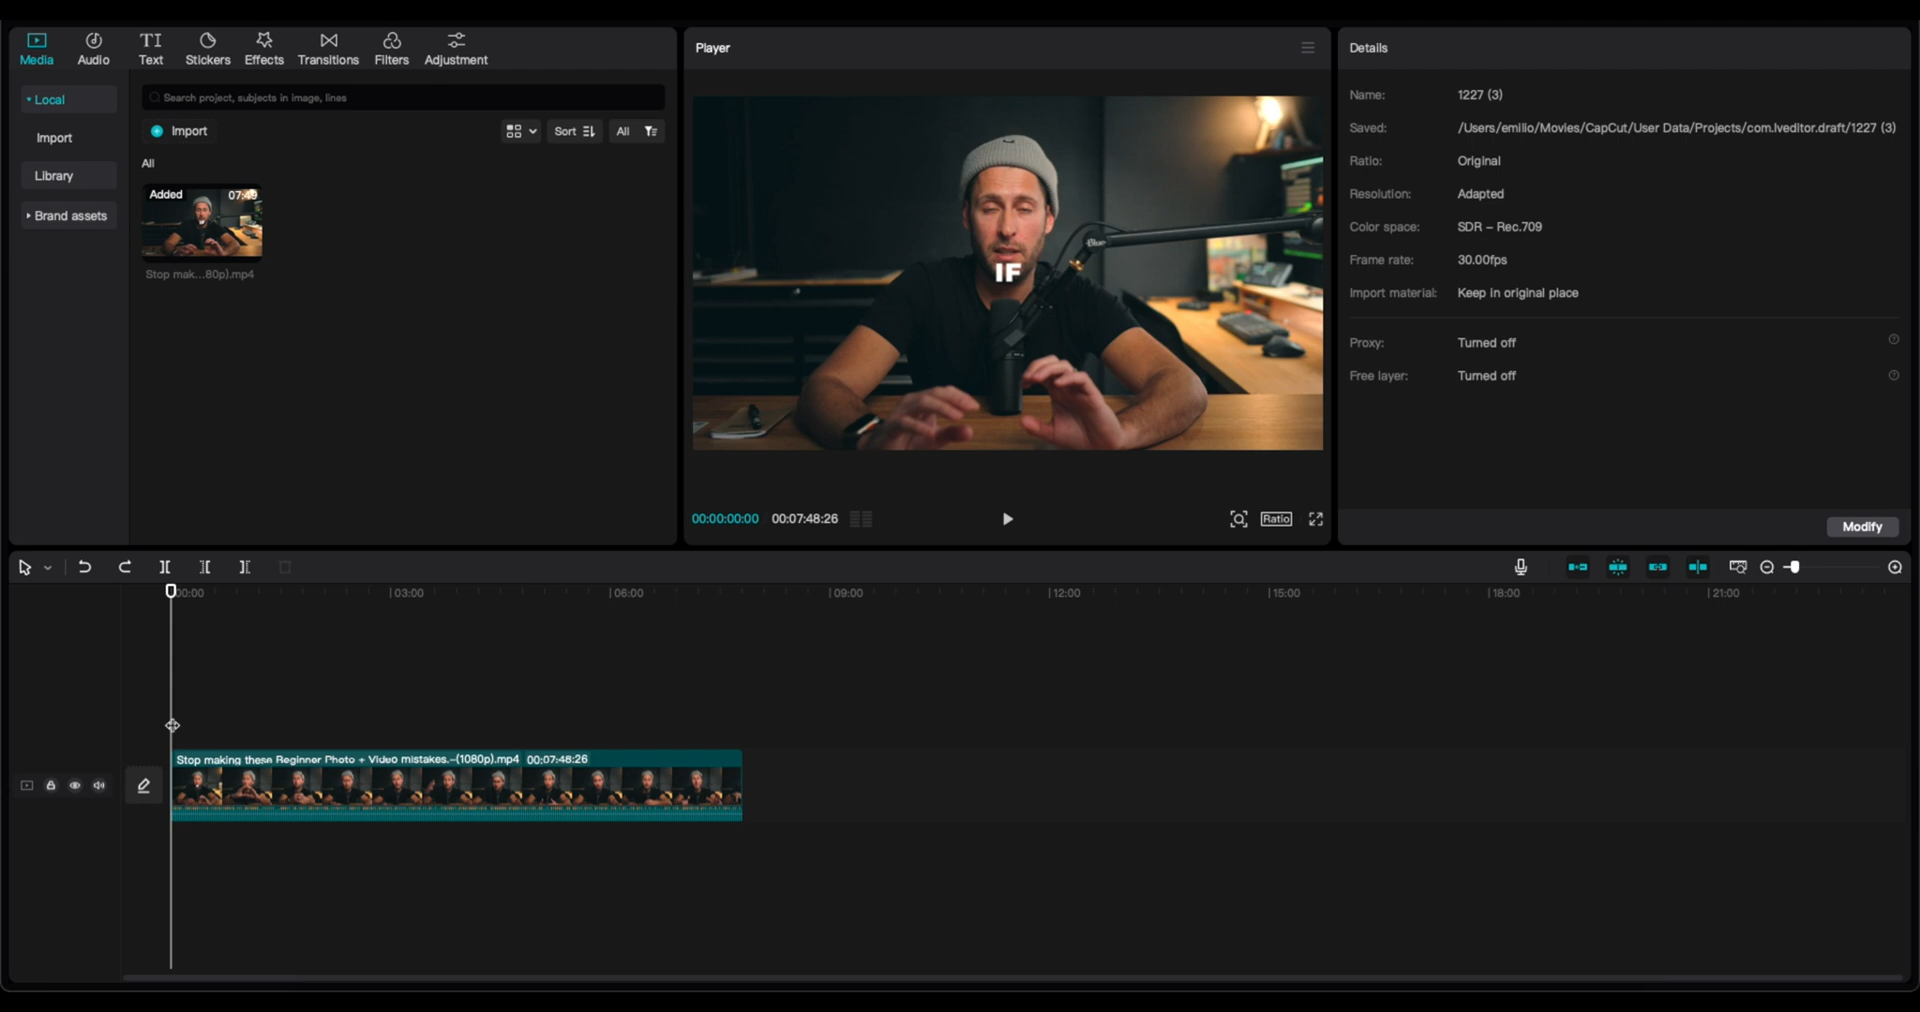 Media
Audio
Text
Stickers
Effects
Transitions
Filters
Adjustment
Local
Import
Library
Brand assets
Search project, subjects in image, lines
Import
Sort
All
All
Added
07:49
Stop mak...80p).mp4
Player
Blue
IF
00:00:00:00
00:07:48:26
Ratio
Details
Name: 1227 (3)
Saved: /Users/emilio/Movies/CapCut/User Data/Projects/com.lveditor.draft/1227 (3)
Ratio: Original
Resolution: Adapted
Color space: SDR – Rec.709
Frame rate: 30.00fps
Import material: Keep in original place
Proxy: Turned off
Free layer: Turned off
Modify
00:00
03:00
06:00
09:00
12:00
15:00
18:00
21:00
Stop making these Beginner Photo + Video mistakes.-(1080p).mp4 00:07:48:26